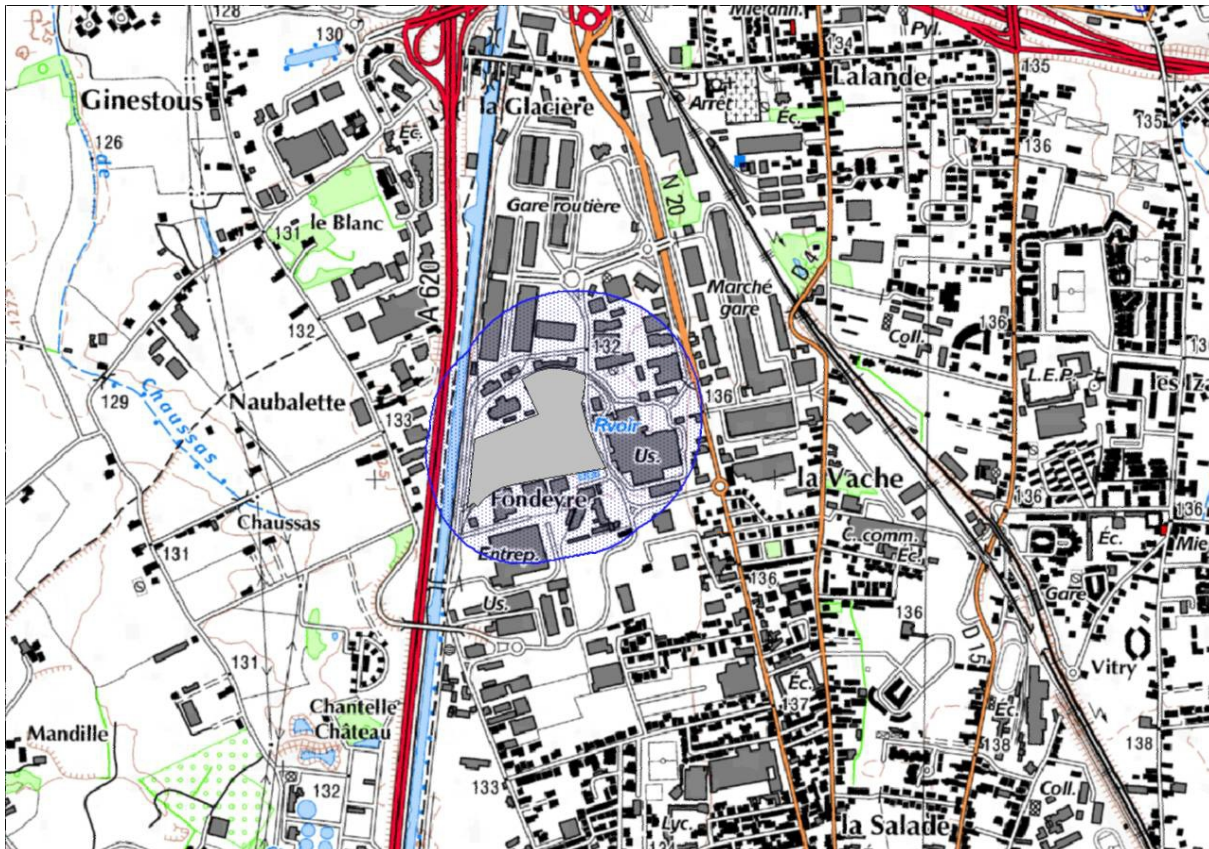 128
130
Mie ann.
134
Pyl.
135
Ginestous
la Glacière
Lalande
Arrêt
Éc.
Éc.
135
126
de
136
Gare routière
N 20
le Blanc
131
D 4
A 620
Marché
gare
Coll.
136
132
132
L.E.P.
les Iza
129
Naubalette
133
136
Rvoir
Chaussas
Us.
la Vache
Fondeyre
136
136
Chaussas
C. comm.
Éc.
Éc.
Mie
131
Entrep.
136
Gare
Us.
136
D 15
131
Vitry
Chantelle
Château
Éc.
Éc.
137
Mandille
138
138
132
133
Coll.
Lyc.
la Salade